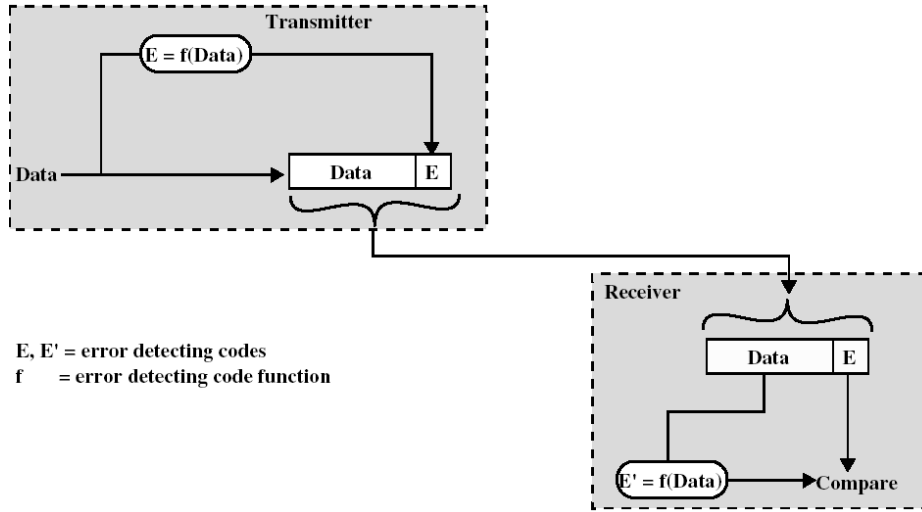 Transmitter
E = f(Data)
Data
Data
E
Receiver
Data
E
E, E' = error detecting codes
f = error detecting code function
E' = f(Data)
Compare